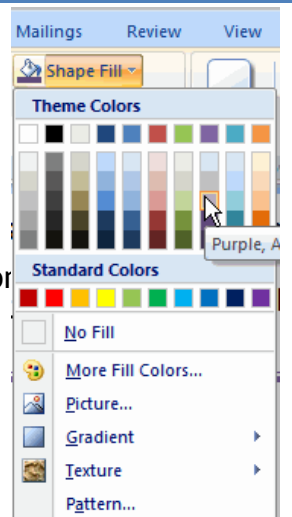 Mailings Review View
Shape Fill
Theme Colors
Purple, A
Standard Colors
No Fill
More Fill Colors...
Picture...
Gradient
Texture
Pattern...